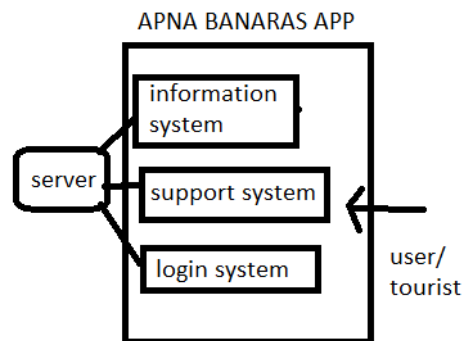 APNA BANARAS APP
information
system
server
support system
login system
user/
tourist